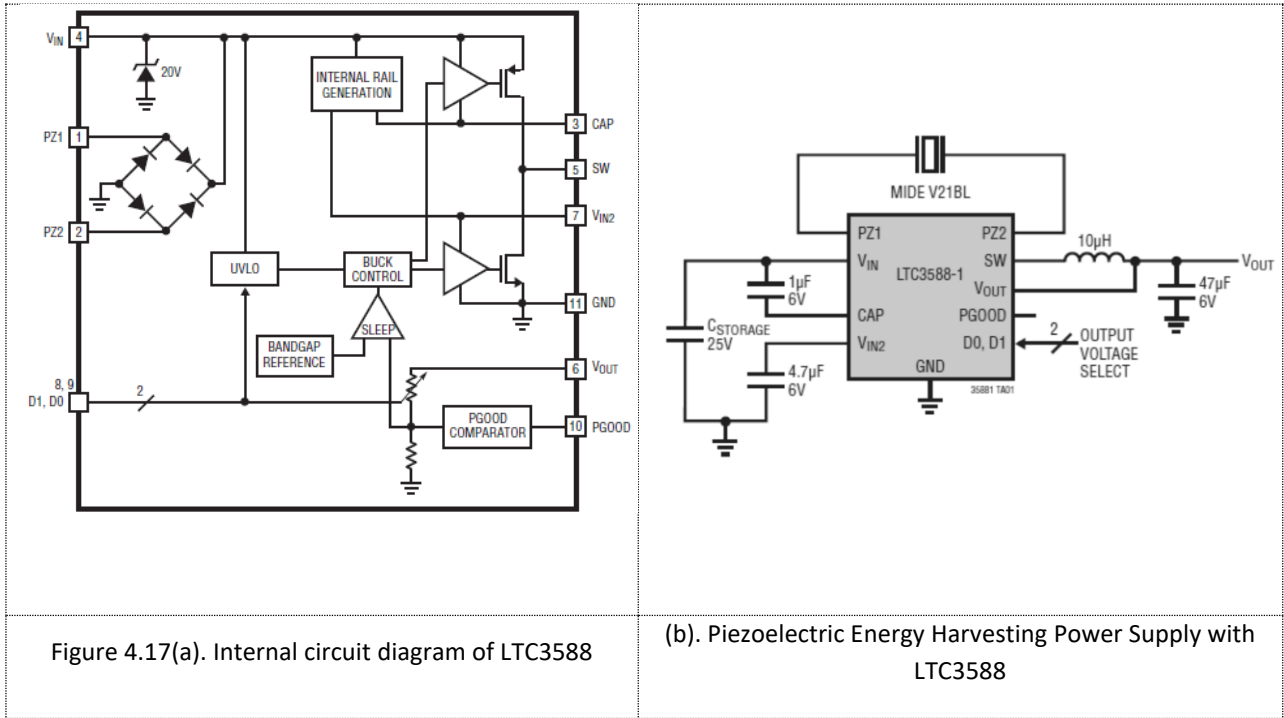 VIN 4
20V
PZ1 1
PZ2 2
INTERNAL RAIL
GENERATION
3 CAP
5 SW
7 VIN2
UVLO
BUCK
CONTROL
11 GND
SLEEP
BANDGAP
REFERENCE
6 VOUT
8, 9
D1, D0
2
PGOOD
COMPARATOR
10 PGOOD
MIDE V21BL
PZ1
PZ2
VIN
SW
LTC3588-1
VOUT
CAP
PGOOD
VIN2
D0, D1
GND
10µH
VOUT
47µF
6V
1µF
6V
CSTORAGE
25V
4.7µF
6V
2
OUTPUT
VOLTAGE
SELECT
35881 TA01
Figure 4.17(a). Internal circuit diagram of LTC3588
(b). Piezoelectric Energy Harvesting Power Supply with
LTC3588